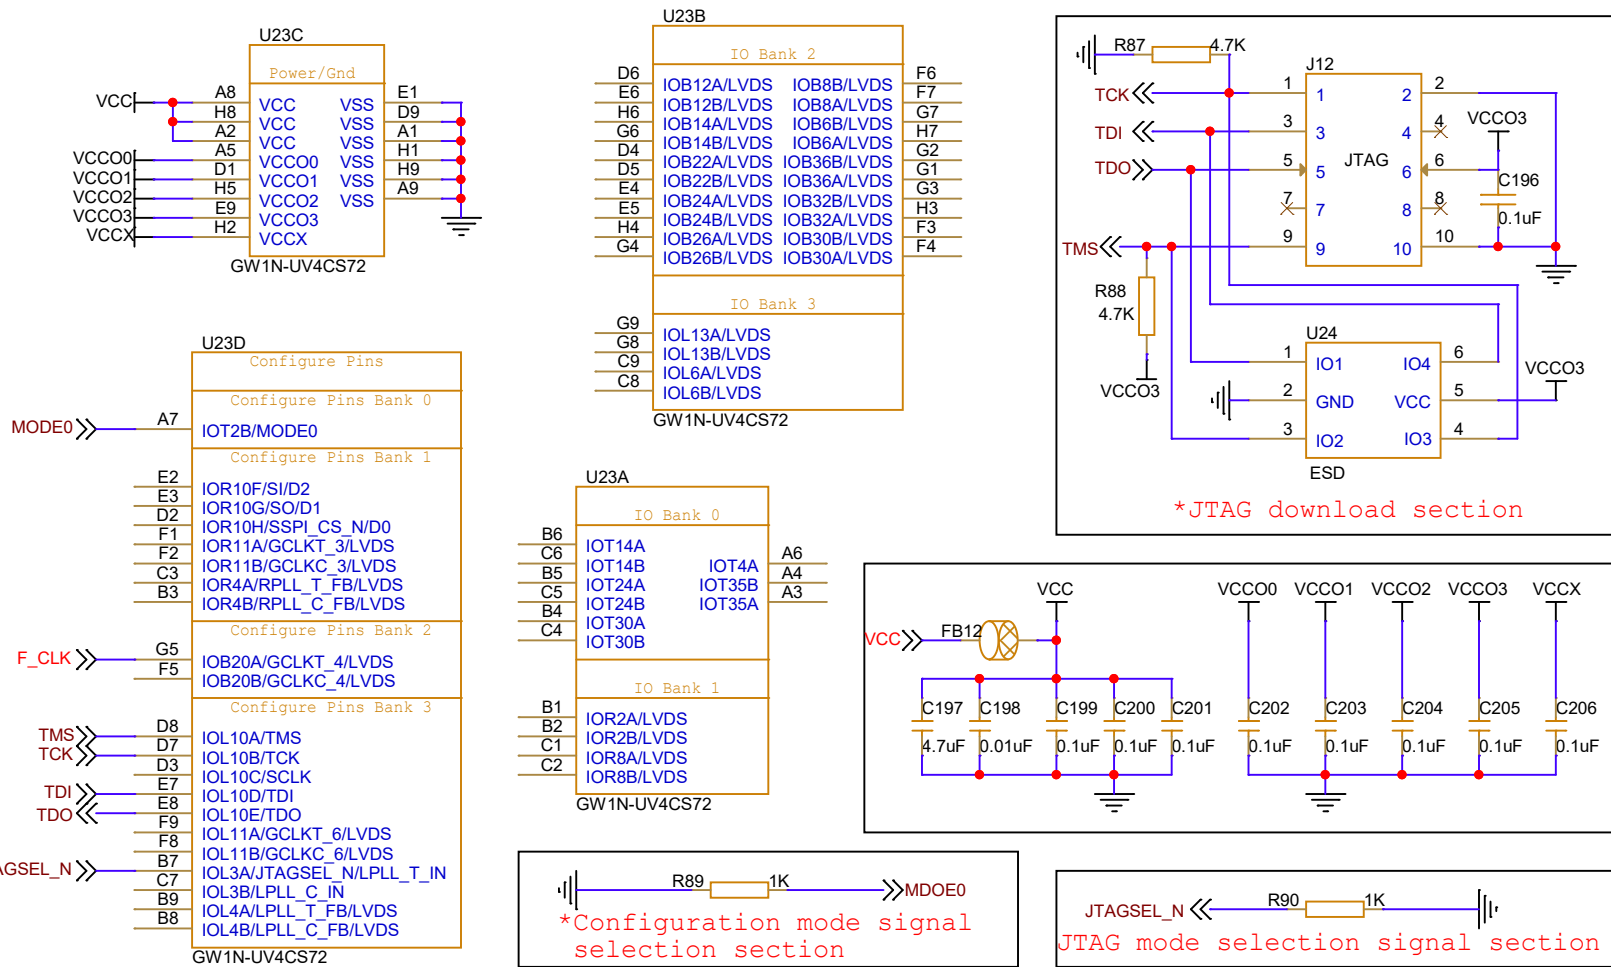 U23C
Power/Gnd
VCC
A8 VCC VSS E1
H8 VCC VSS D9
A2 VCC VSS A1
VCCO0 A5 VCCO0 VSS H1
VCCO1 D1 VCCO1 VSS H9
VCCO2 H5 VCCO2 VSS A9
VCCO3 E9 VCCO3
VCCX H2 VCCX
GW1N-UV4CS72
U23B
IO Bank 2
D6 IOB12A/LVDS IOB8B/LVDS F6
E6 IOB12B/LVDS IOB8A/LVDS F7
H6 IOB14A/LVDS IOB6B/LVDS G7
G6 IOB14B/LVDS IOB6A/LVDS H7
D4 IOB22A/LVDS IOB36B/LVDS G2
D5 IOB22B/LVDS IOB36A/LVDS G1
E4 IOB24A/LVDS IOB32B/LVDS G3
E5 IOB24B/LVDS IOB32A/LVDS H3
H4 IOB26A/LVDS IOB30B/LVDS F3
G4 IOB26B/LVDS IOB30A/LVDS F4
IO Bank 3
G9 IOL13A/LVDS
G8 IOL13B/LVDS
C9 IOL6A/LVDS
C8 IOL6B/LVDS
GW1N-UV4CS72
R87 4.7K
J12
TCK 1 1 2 2
TDI 3 3 4 4
VCCO3
TDO 5 5 JTAG 6 6
7 7 8 8
C196
0.1uF
TMS 9 9 10 10
R88
4.7K
VCCO3
U24
1 IO1 IO4 6
2 GND VCC 5 VCCO3
3 IO2 IO3 4
ESD
*JTAG download section
U23D
Configure Pins
Configure Pins Bank 0
MODE0 A7 IOT2B/MODE0
Configure Pins Bank 1
E2 IOR10F/SI/D2
E3 IOR10G/SO/D1
D2 IOR10H/SSPI_CS_N/D0
F1 IOR11A/GCLKT_3/LVDS
F2 IOR11B/GCLKC_3/LVDS
C3 IOR4A/RPLL_T_FB/LVDS
B3 IOR4B/RPLL_C_FB/LVDS
Configure Pins Bank 2
F_CLK G5 IOB20A/GCLKT_4/LVDS
F5 IOB20B/GCLKC_4/LVDS
Configure Pins Bank 3
TMS D8 IOL10A/TMS
TCK D7 IOL10B/TCK
D3 IOL10C/SCLK
TDI E7 IOL10D/TDI
TDO E8 IOL10E/TDO
F9 IOL11A/GCLKT_6/LVDS
F8 IOL11B/GCLKC_6/LVDS
AGSEL_N B7 IOL3A/JTAGSEL_N/LPLL_T_IN
C7 IOL3B/LPLL_C_IN
B9 IOL4A/LPLL_T_FB/LVDS
B8 IOL4B/LPLL_C_FB/LVDS
GW1N-UV4CS72
U23A
IO Bank 0
B6 IOT14A
C6 IOT14B IOT4A A6
B5 IOT24A IOT35B A4
C5 IOT24B IOT35A A3
B4 IOT30A
C4 IOT30B
IO Bank 1
B1 IOR2A/LVDS
B2 IOR2B/LVDS
C1 IOR8A/LVDS
C2 IOR8B/LVDS
GW1N-UV4CS72
VCC VCCO0 VCCO1 VCCO2 VCCO3 VCCX
VCC FB12
C197 C198 C199 C200 C201 C202 C203 C204 C205 C206
4.7uF 0.01uF 0.1uF 0.1uF 0.1uF 0.1uF 0.1uF 0.1uF 0.1uF 0.1uF
R89 1K MDOE0
*Configuration mode signal
selection section
JTAGSEL_N R90 1K
JTAG mode selection signal section